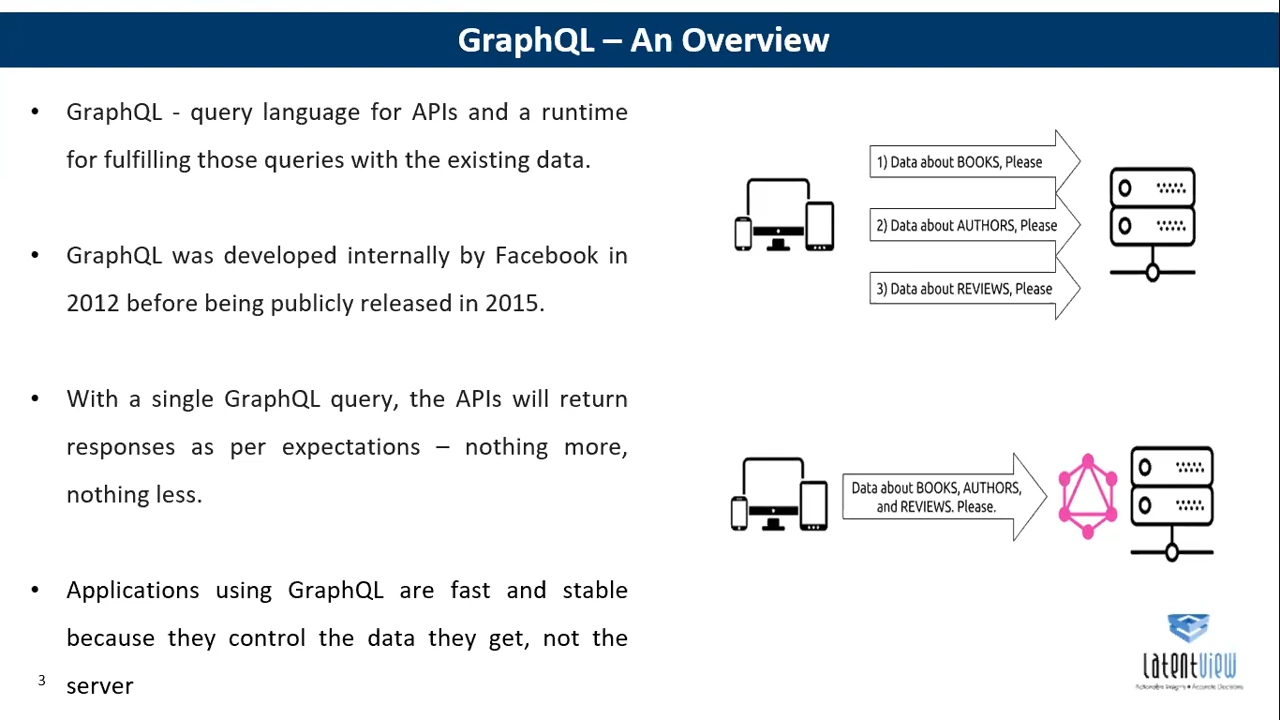 GraphQL – An Overview
• GraphQL - query language for APIs and a runtime
for fulfilling those queries with the existing data.
• GraphQL was developed internally by Facebook in
2012 before being publicly released in 2015.
• With a single GraphQL query, the APIs will return
responses as per expectations – nothing more,
nothing less.
• Applications using GraphQL are fast and stable
because they control the data they get, not the
server
3
1) Data about BOOKS, Please
2) Data about AUTHORS, Please
3) Data about REVIEWS, Please
Data about BOOKS, AUTHORS,
and REVIEWS. Please.
LatentView
Actionable Insights • Accurate Decisions